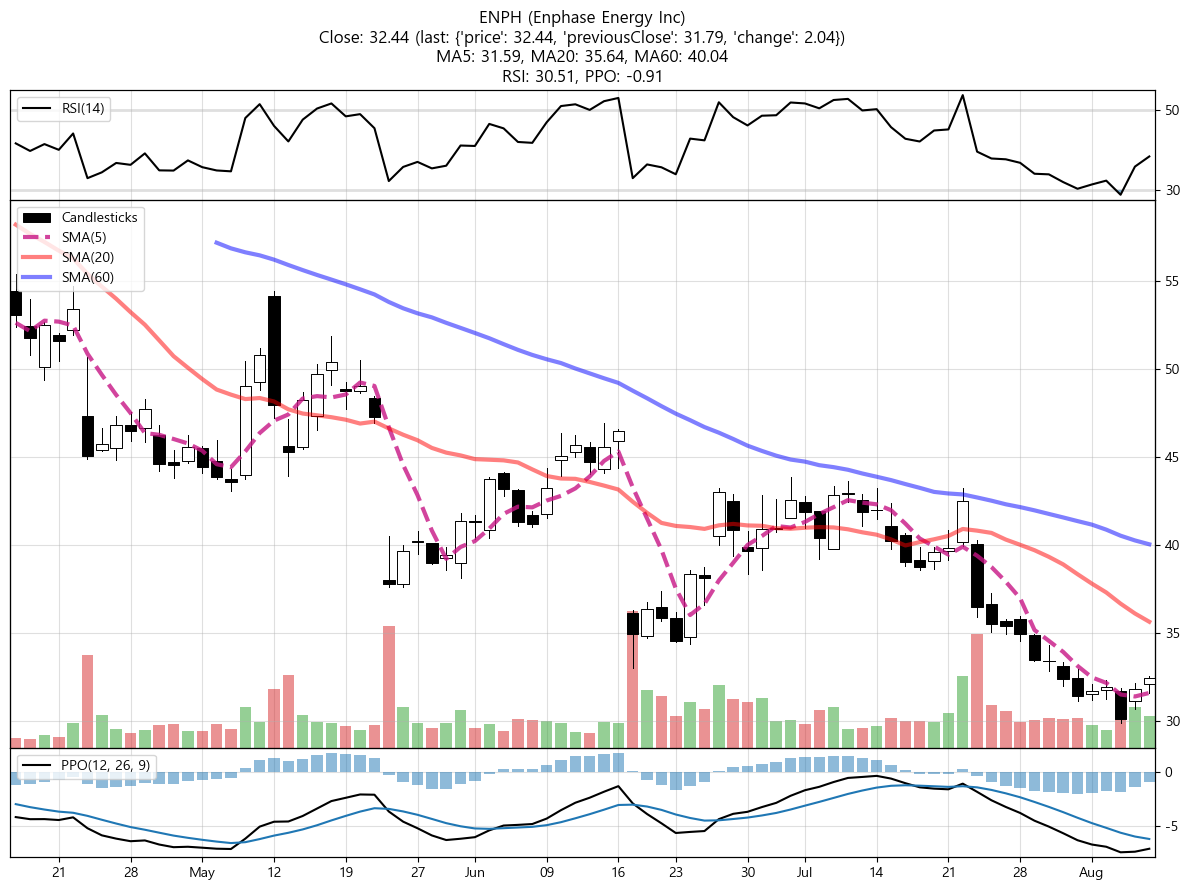 ENPH (Enphase Energy Inc)
Close: 32.44 (last: {'price': 32.44, 'previousClose': 31.79, 'change': 2.04})
MA5: 31.59, MA20: 35.64, MA60: 40.04
RSI: 30.51, PPO: -0.91
RSI(14)
50
30
Candlesticks
SMA(5)
SMA(20)
SMA(60)
55
50
45
40
35
30
PPO(12, 26, 9)
0
-5
21 28 May 12 19 27 Jun 09 16 23 30 Jul 14 21 28 Aug